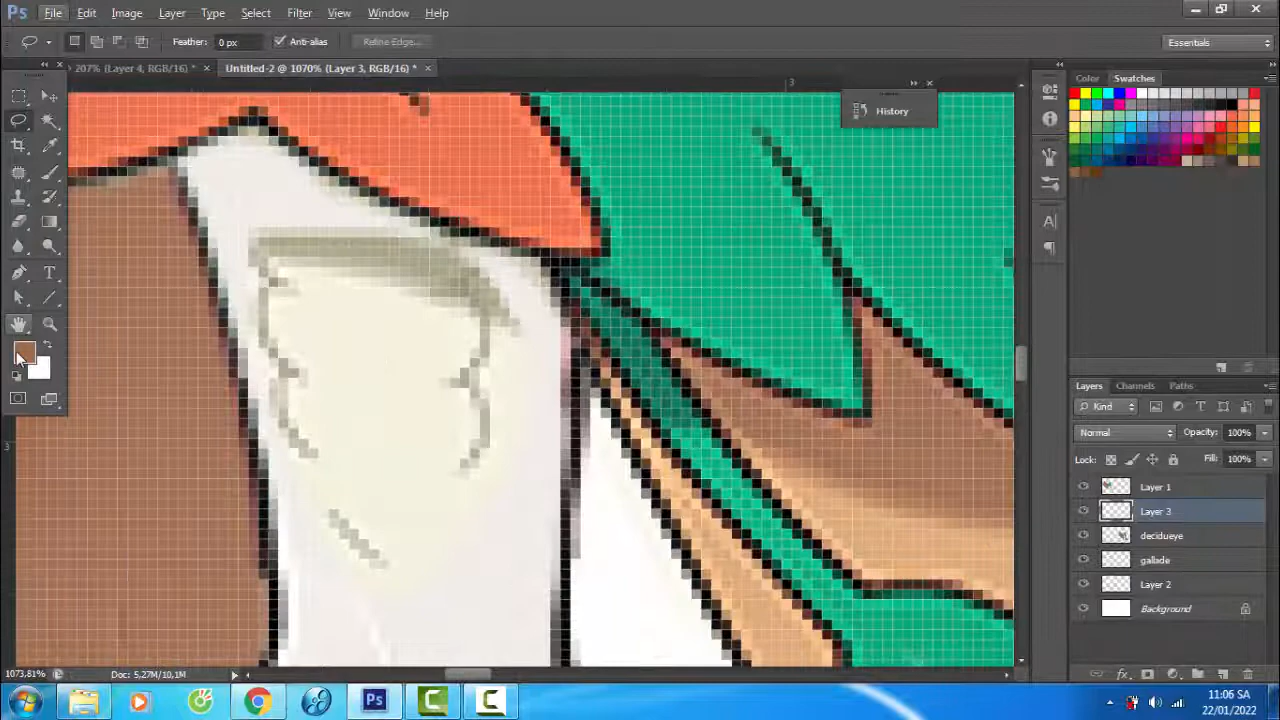 Ps File Edit Image Layer Type Select Filter View Window Help
Feather: 0 px Anti-alias Refine Edge... Essentials
207% (Layer 4, RGB/16) * × Untitled-2 @ 1070% (Layer 3, RGB/16) * ×
3
History
Color Swatches
3
Layers Channels Paths
Kind
Normal Opacity: 100%
Lock: Fill: 100%
Layer 1
Layer 3
decidueye
gallade
Layer 2
Background
1073,81% Doc: 5,27M/10,1M
Ps
11:06 SA
22/01/2022